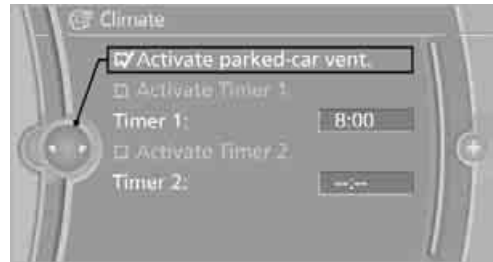 Climate
Activate parked-car vent.
Activate Timer 1
Timer 1: 8:00
Activate Timer 2
Timer 2: --:--